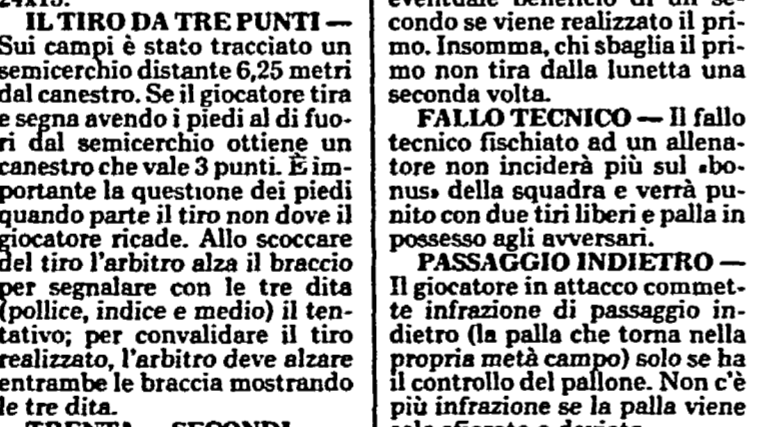 24x15.
IL TIRO DA TRE PUNTI —
Sui campi è stato tracciato un
semicerchio distante 6,25 metri
dal canestro. Se il giocatore tira
e segna avendo i piedi al di fuo-
ri dal semicerchio ottiene un
canestro che vale 3 punti. È im-
portante la questione dei piedi
quando parte il tiro non dove il
giocatore ricade. Allo scoccare
del tiro l'arbitro alza il braccio
per segnalare con le tre dita
(pollice, indice e medio) il ten-
tativo; per convalidare il tiro
realizzato, l'arbitro deve alzare
entrambe le braccia mostrando
le tre dita.
TRENTA SECONDI
eventuale beneficio di un se-
condo se viene realizzato il pri-
mo. Insomma, chi sbaglia il pri-
mo non tira dalla lunetta una
seconda volta.
FALLO TECNICO — Il fallo
tecnico fischiato ad un allena-
tore non inciderà più sul «bo-
nus» della squadra e verrà pu-
nito con due tiri liberi e palla in
possesso agli avversari.
PASSAGGIO INDIETRO —
Il giocatore in attacco commet-
te infrazione di passaggio in-
dietro (la palla che torna nella
propria metà campo) solo se ha
il controllo del pallone. Non c'è
più infrazione se la palla viene
solo sfiorata o deviata